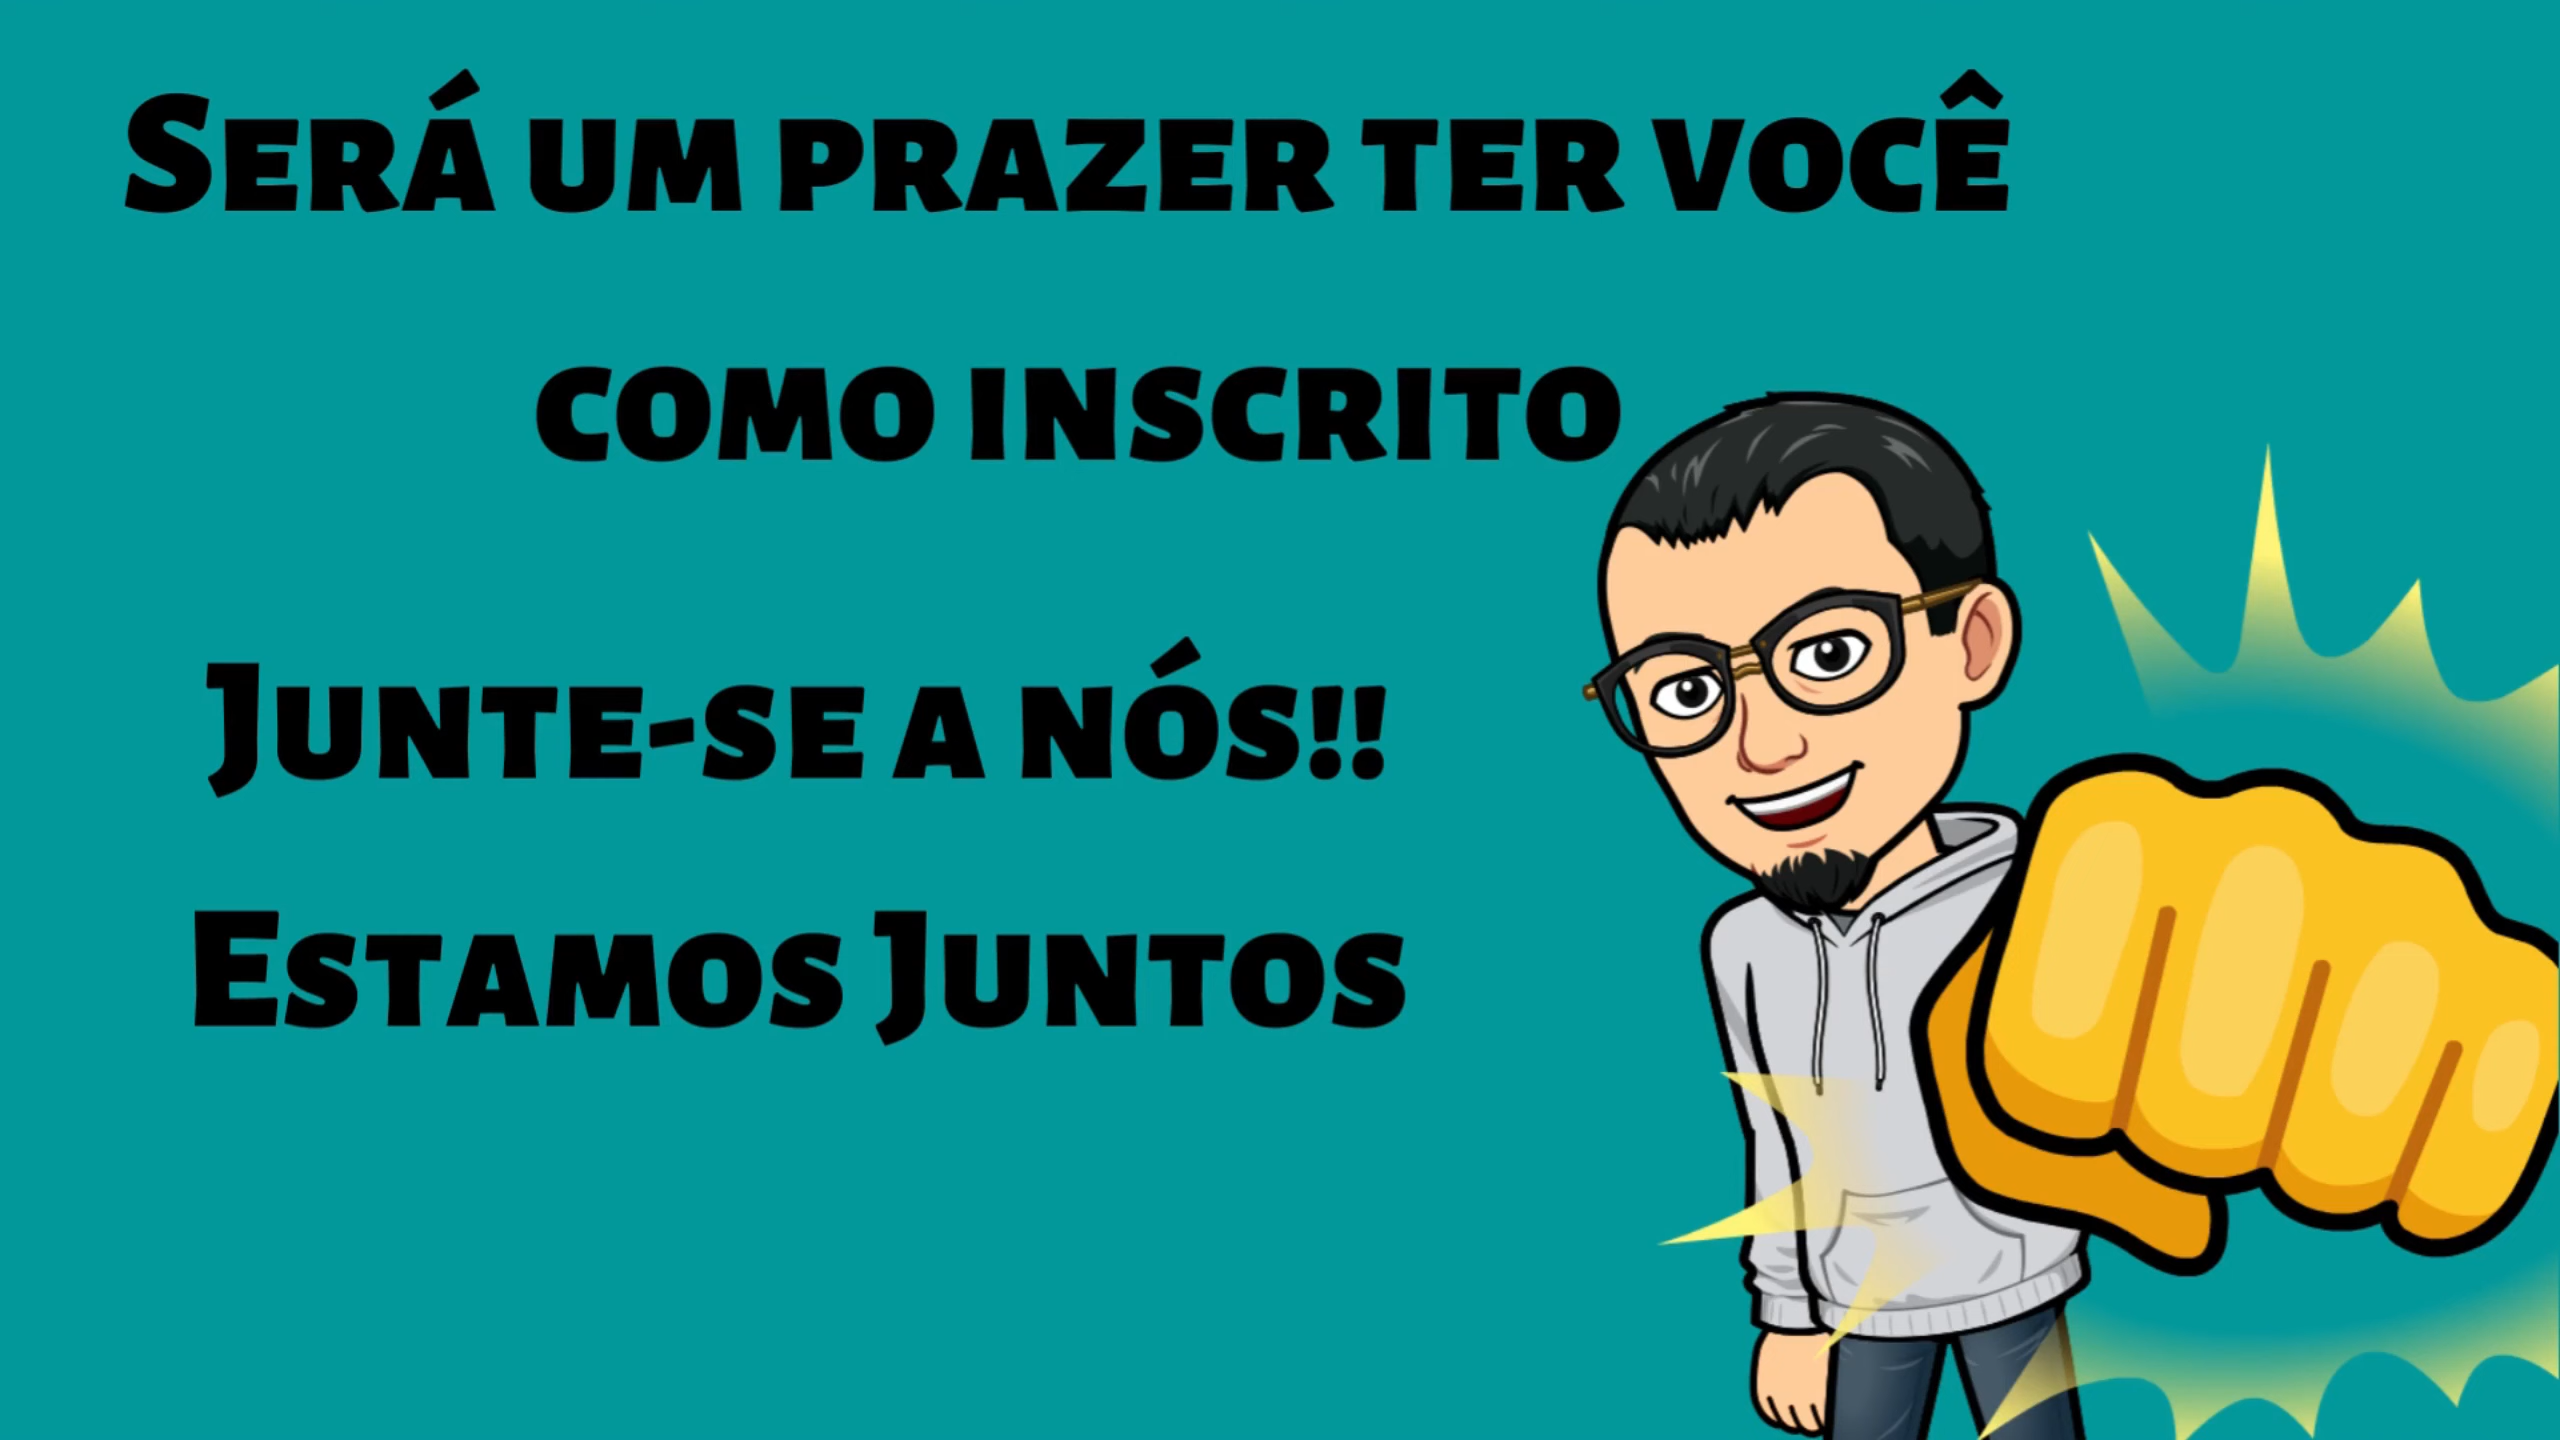 Será um prazer ter você
como inscrito
Junte-se a nós!!
Estamos Juntos